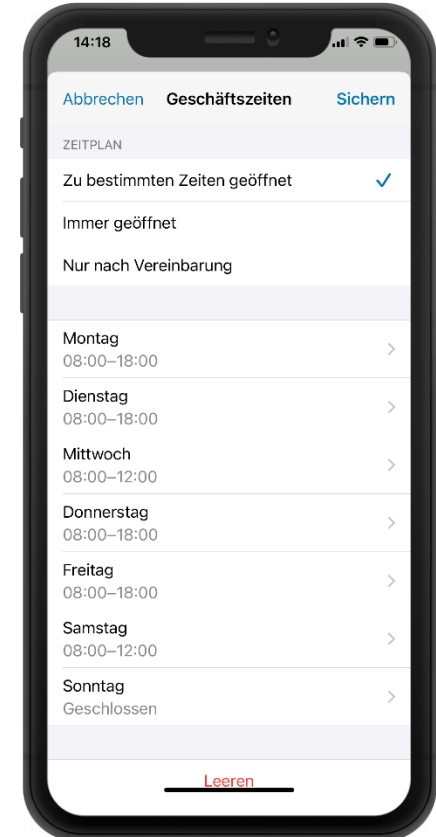 14:18
Abbrechen Geschäftszeiten Sichern
ZEITPLAN
Zu bestimmten Zeiten geöffnet
Immer geöffnet
Nur nach Vereinbarung
Montag
08:00–18:00
Dienstag
08:00–18:00
Mittwoch
08:00–12:00
Donnerstag
08:00–18:00
Freitag
08:00–18:00
Samstag
08:00–12:00
Sonntag
Geschlossen
Leeren